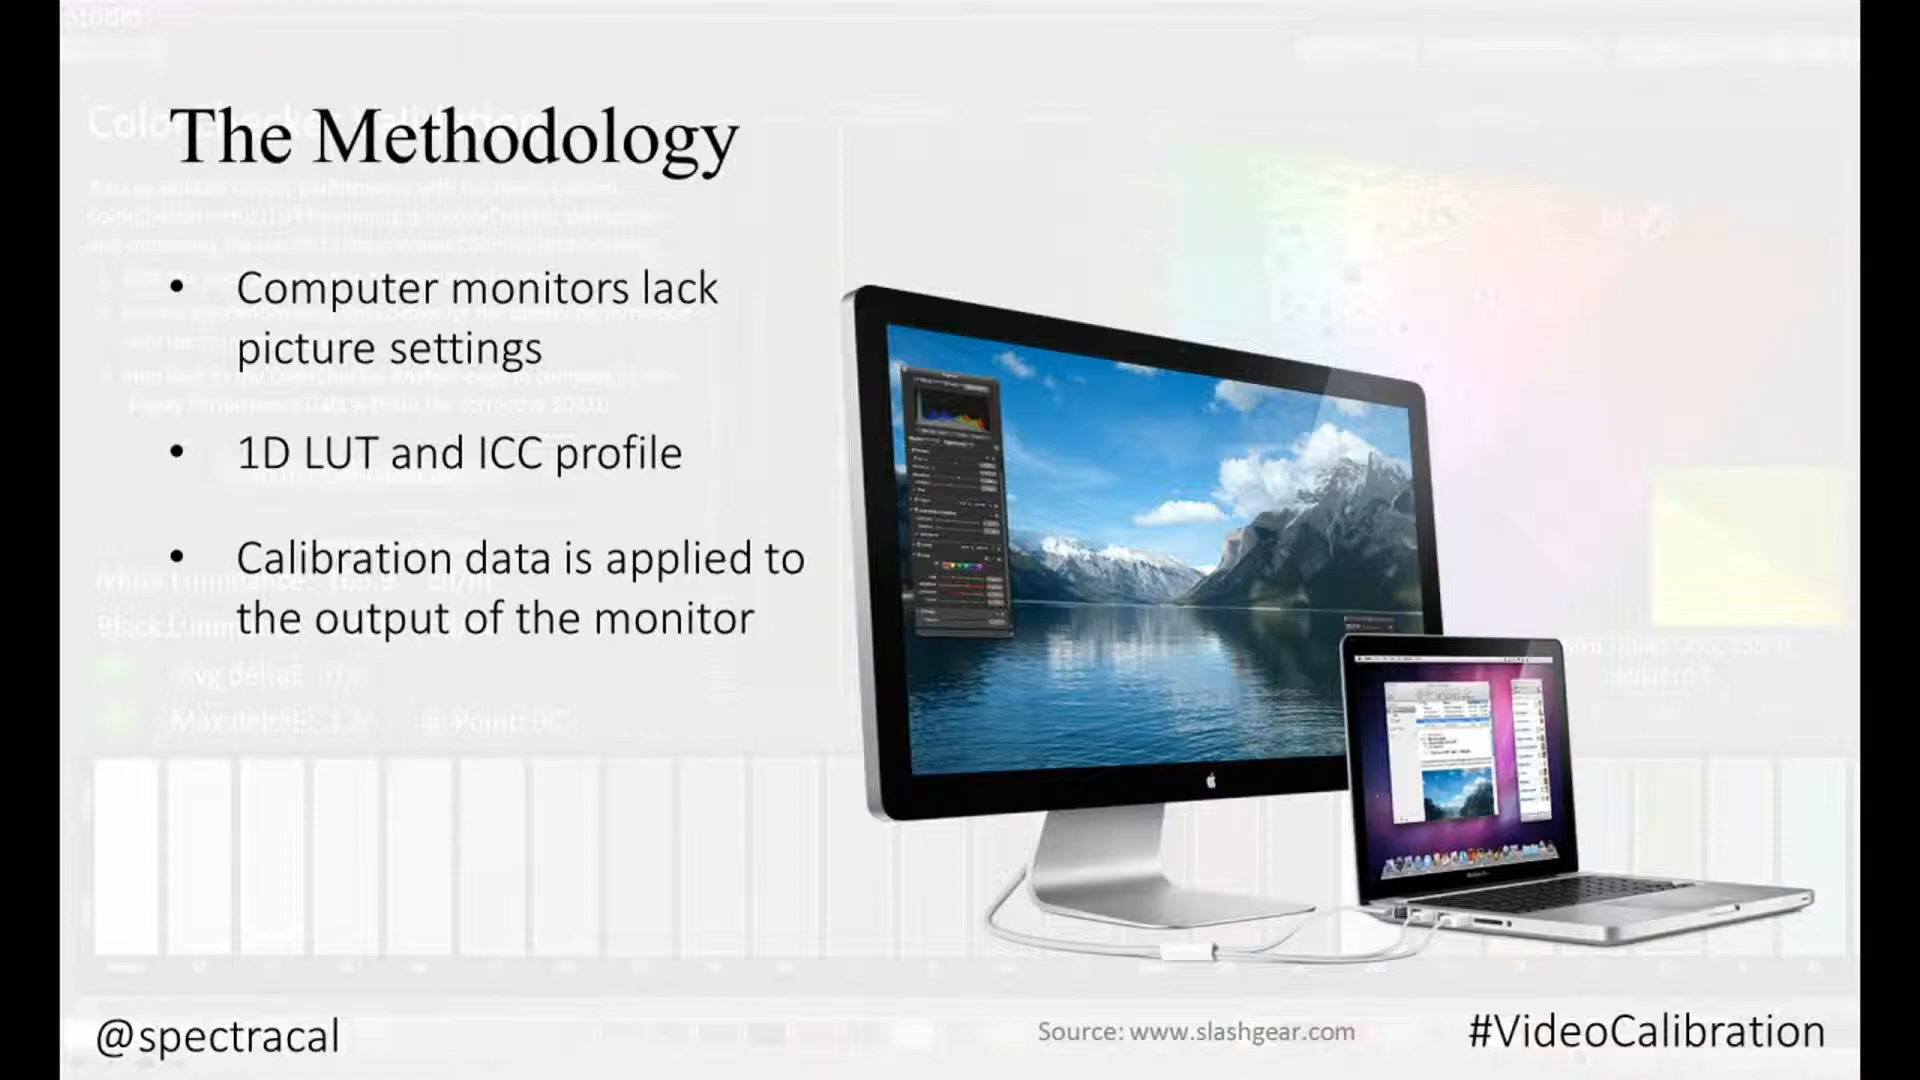 The Methodology
• Computer monitors lack
picture settings
• 1D LUT and ICC profile
• Calibration data is applied to
the output of the monitor
@spectracal
Source: www.slashgear.com
#VideoCalibration